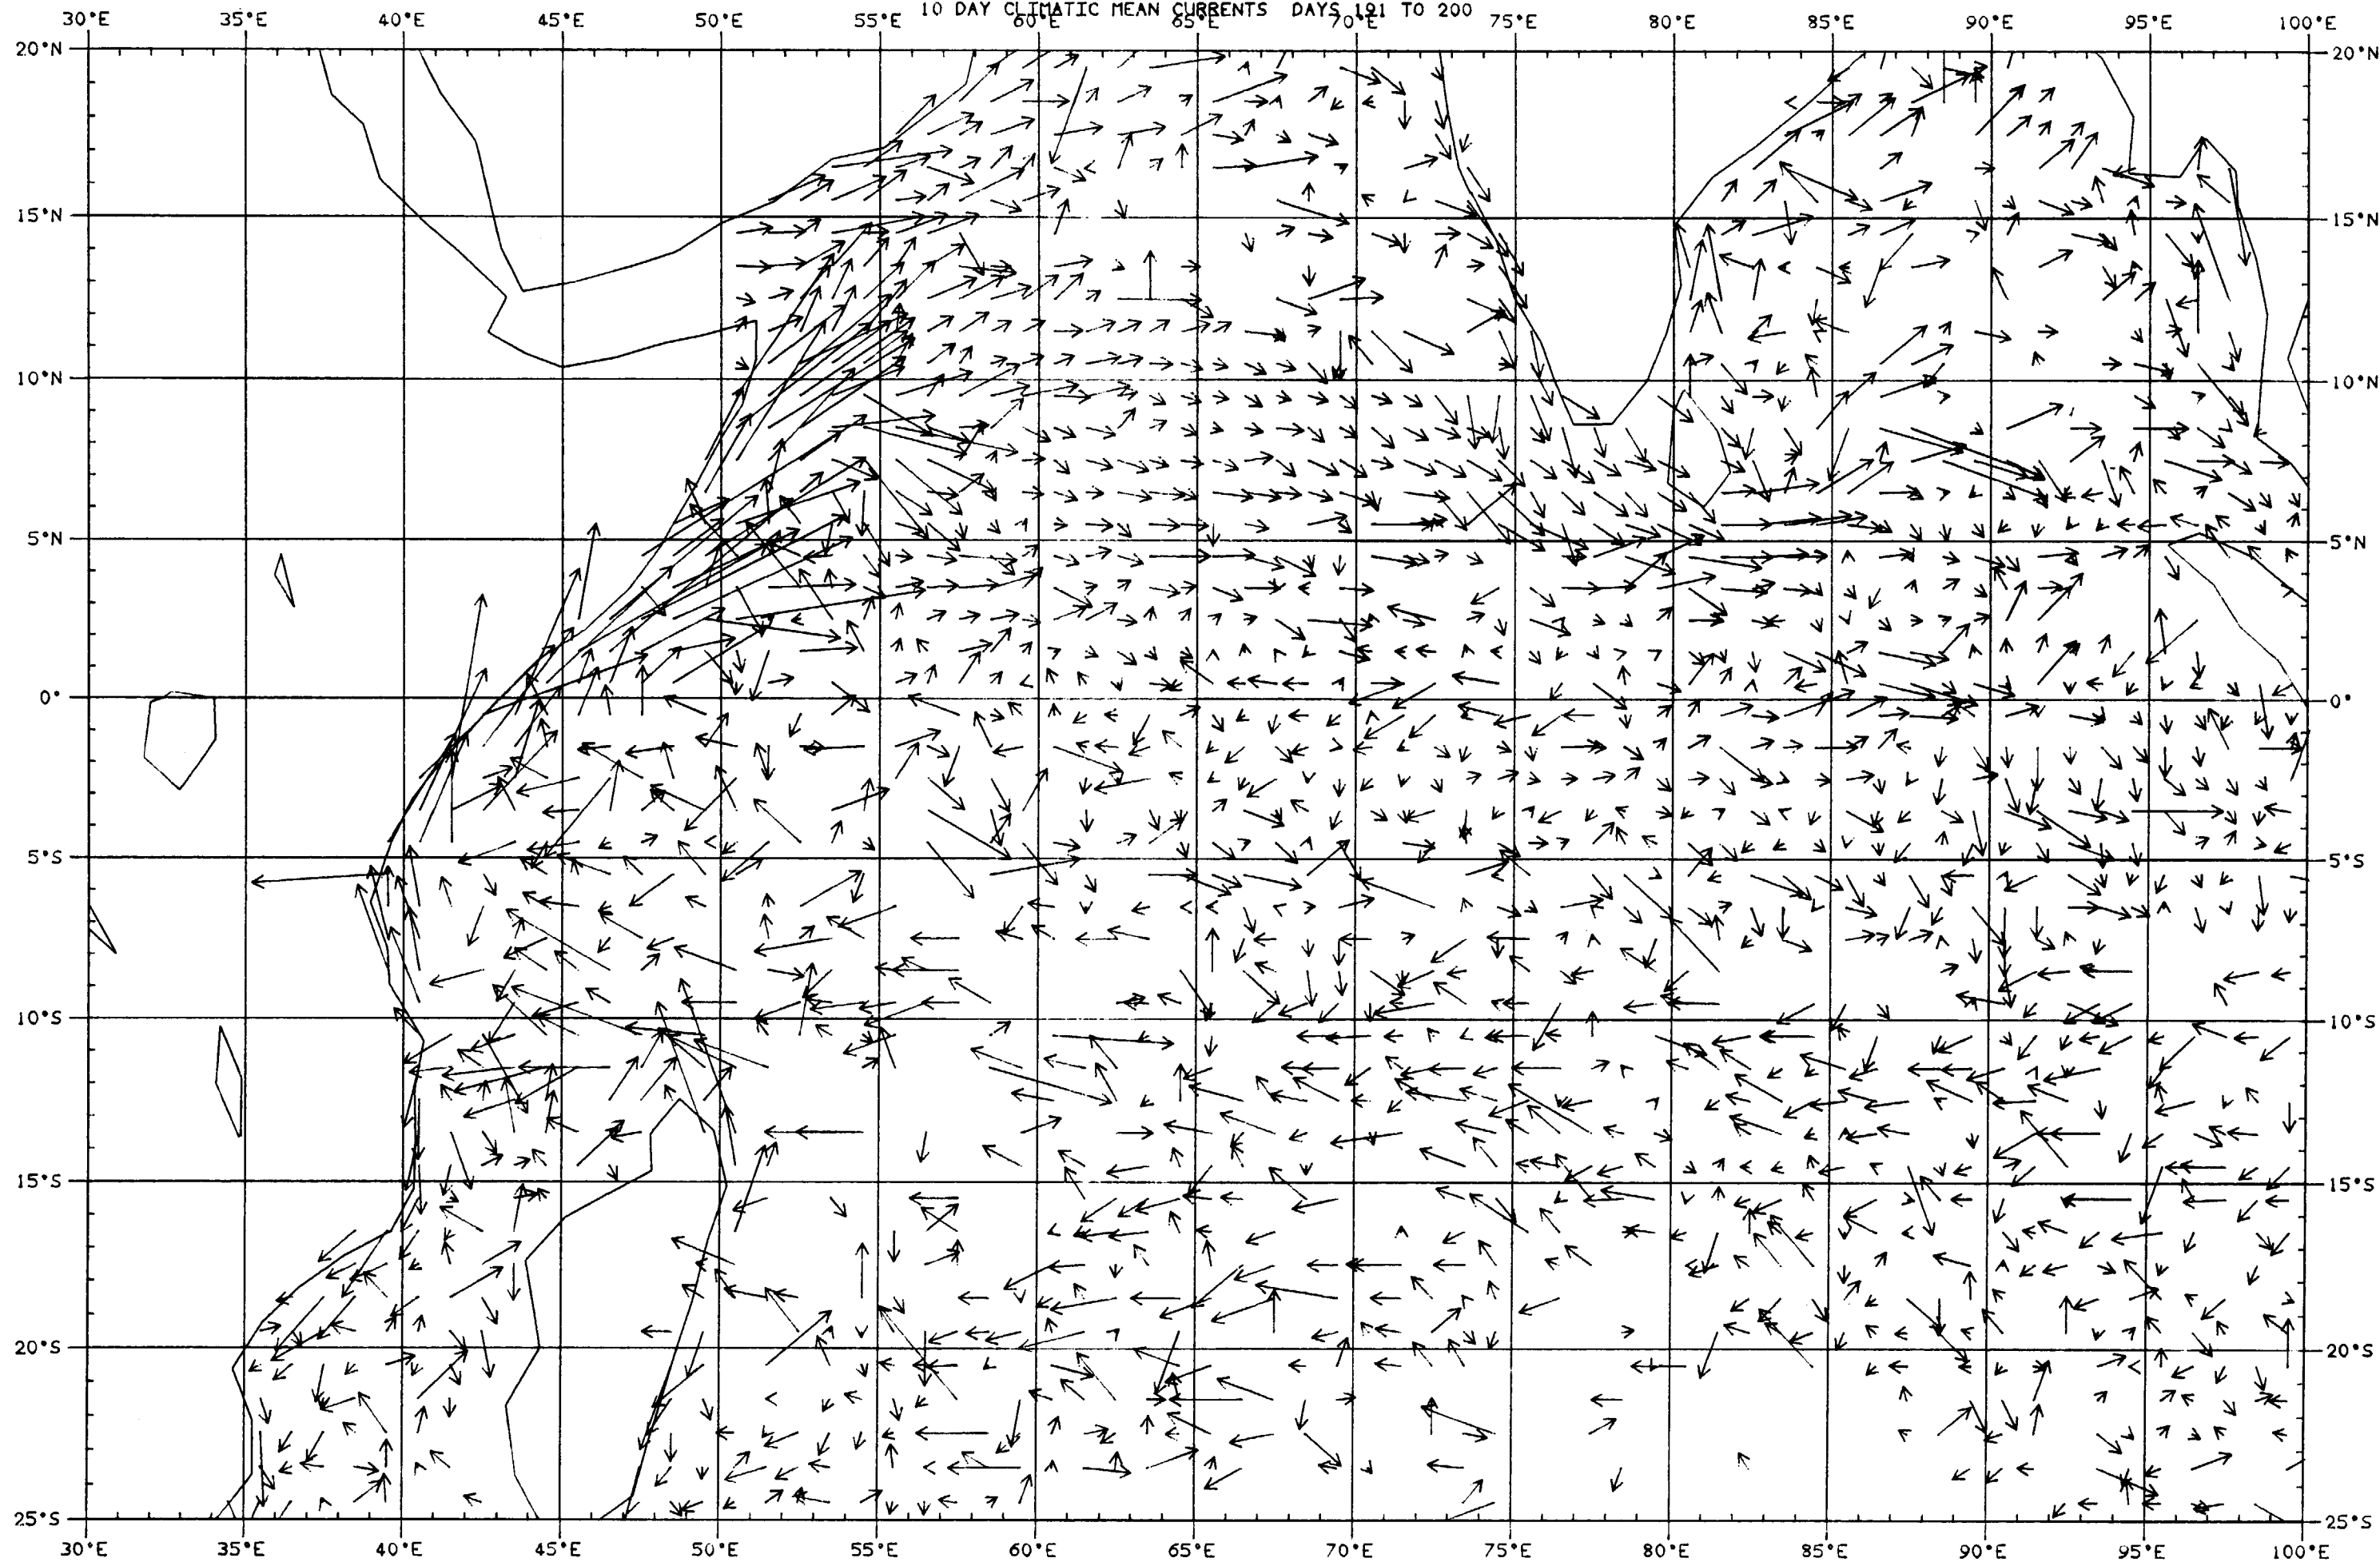 10 DAY CLIMATIC MEAN CURRENTS DAYS 191 TO 200
30°E 35°E 40°E 45°E 50°E 55°E 60°E 65°E 70°E 75°E 80°E 85°E 90°E 95°E 100°E
20°N 20°N
15°N 15°N
10°N 10°N
5°N 5°N
0° 0°
5°S 5°S
10°S 10°S
15°S 15°S
20°S 20°S
25°S 25°S
30°E 35°E 40°E 45°E 50°E 55°E 60°E 65°E 70°E 75°E 80°E 85°E 90°E 95°E 100°E